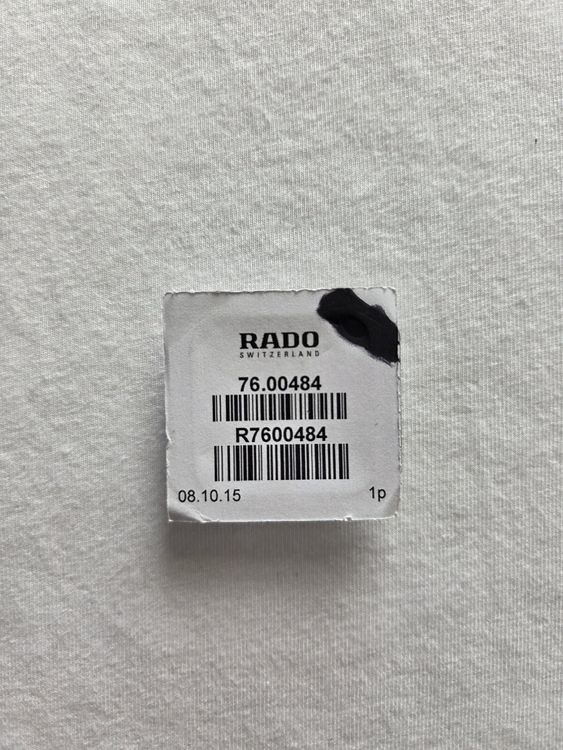 RADO
SWITZERLAND
76.00484
R7600484
08.10.15 1p